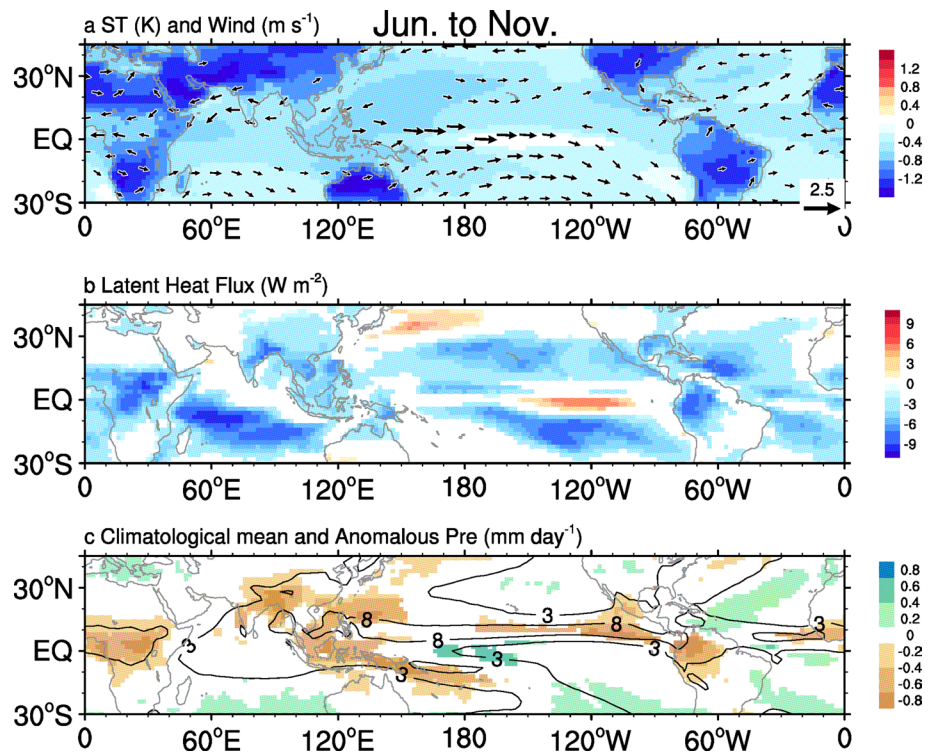 Jun. to Nov.
a ST (K) and Wind (m s⁻¹)
30°N
EQ
30°S
0 60°E 120°E 180 120°W 60°W 0
2.5
1.2
0.8
0.4
0
-0.4
-0.8
-1.2
b Latent Heat Flux (W m⁻²)
30°N
EQ
30°S
0 60°E 120°E 180 120°W 60°W 0
9
6
3
0
-3
-6
-9
c Climatological mean and Anomalous Pre (mm day⁻¹)
30°N
EQ
30°S
3 8 3 8 8 3 3 3 3
0 60°E 120°E 180 120°W 60°W 0
0.8
0.6
0.4
0.2
0
-0.2
-0.4
-0.6
-0.8